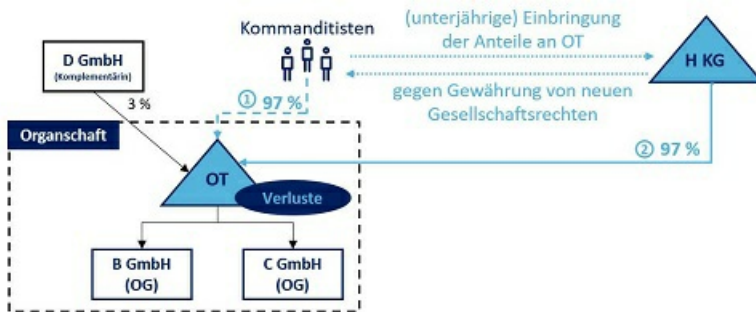 Kommanditisten
(unterjährige) Einbringung
der Anteile an OT
H KG
D GmbH
(Komplementärin)
gegen Gewährung von neuen
Gesellschaftsrechten
3 %
① 97 %
Organschaft
② 97 %
OT
Verluste
B GmbH
(OG)
C GmbH
(OG)